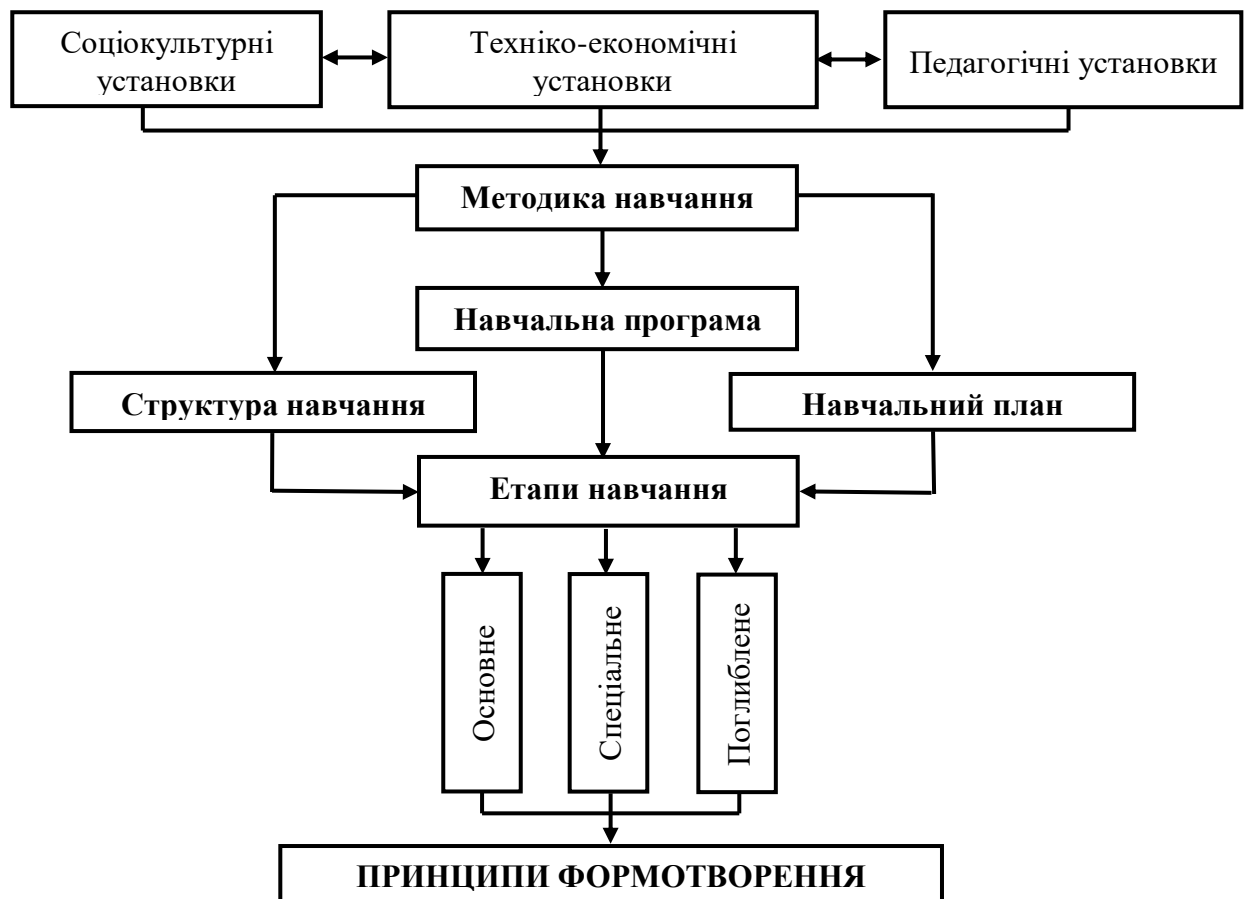 Соціокультурні
установки
Техніко-економічні
установки
Педагогічні установки
Методика навчання
Навчальна програма
Структура навчання
Навчальний план
Етапи навчання
Основне
Спеціальне
Поглиблене
ПРИНЦИПИ ФОРМОТВОРЕННЯ